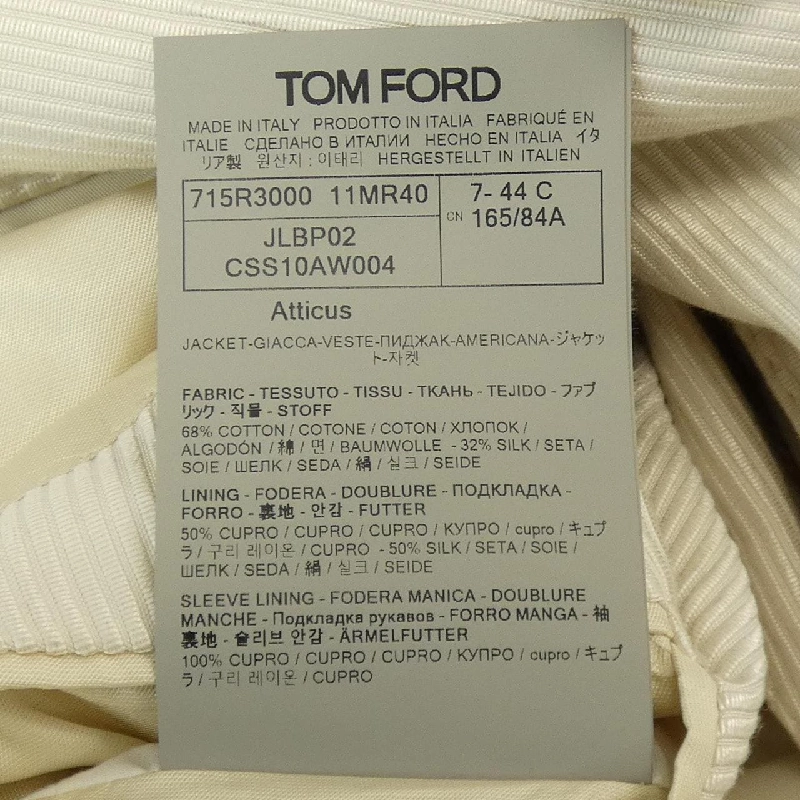 TOM FORD
MADE IN ITALY PRODOTTO IN ITALIA FABRIQUÉ EN
ITALIE СДЕЛАНО В ИТАЛИИ HECHO EN ITALIA イタ
リア製 원산지 : 이태리 HERGESTELLT IN ITALIEN
715R3000 11MR40
7- 44 C
CN 165/84A
JLBP02
CSS10AW004
Atticus
JACKET-GIACCA-VESTE-ПИДЖАК-AMERICANA-ジャケッ
ト-자켓
FABRIC - TESSUTO - TISSU - ТКАНЬ - TEJIDO - ファブ
リック - 직물 - STOFF
68% COTTON / COTONE / COTON / ХЛОПОК /
ALGODÓN / 綿 / 면 / BAUMWOLLE - 32% SILK / SETA /
SOIE / ШЕЛК / SEDA / 絹 / 실크 / SEIDE
LINING - FODERA - DOUBLURE - ПОДКЛАДКА -
FORRO - 裏地 - 안감 - FUTTER
50% CUPRO / CUPRO / CUPRO / КУПРО / cupro / キュプ
ラ / 구리 레이온 / CUPRO - 50% SILK / SETA / SOIE /
ШЕЛК / SEDA / 絹 / 실크 / SEIDE
SLEEVE LINING - FODERA MANICA - DOUBLURE
MANCHE - Подкладка рукавов - FORRO MANGA - 袖
裏地 - 슬리브 안감 - ÄRMELFUTTER
100% CUPRO / CUPRO / CUPRO / КУПРО / cupro / キュプ
ラ / 구리 레이온 / CUPRO